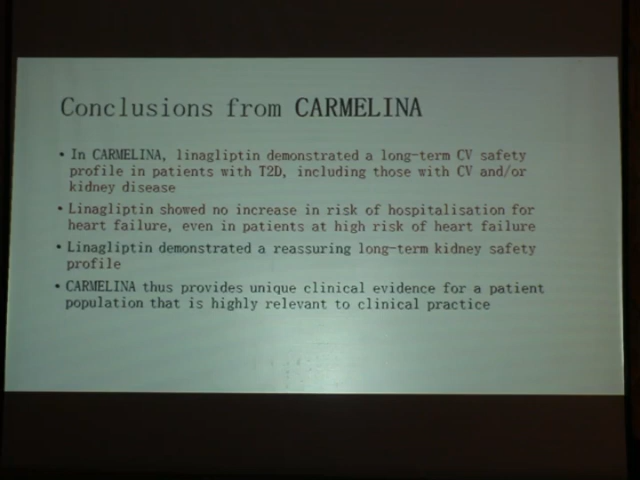 Conclusions from CARMELINA
• In CARMELINA, linagliptin demonstrated a long-term CV safety
profile in patients with T2D, including those with CV and/or
kidney disease
• Linagliptin showed no increase in risk of hospitalisation for
heart failure, even in patients at high risk of heart failure
• Linagliptin demonstrated a reassuring long-term kidney safety
profile
• CARMELINA thus provides unique clinical evidence for a patient
population that is highly relevant to clinical practice